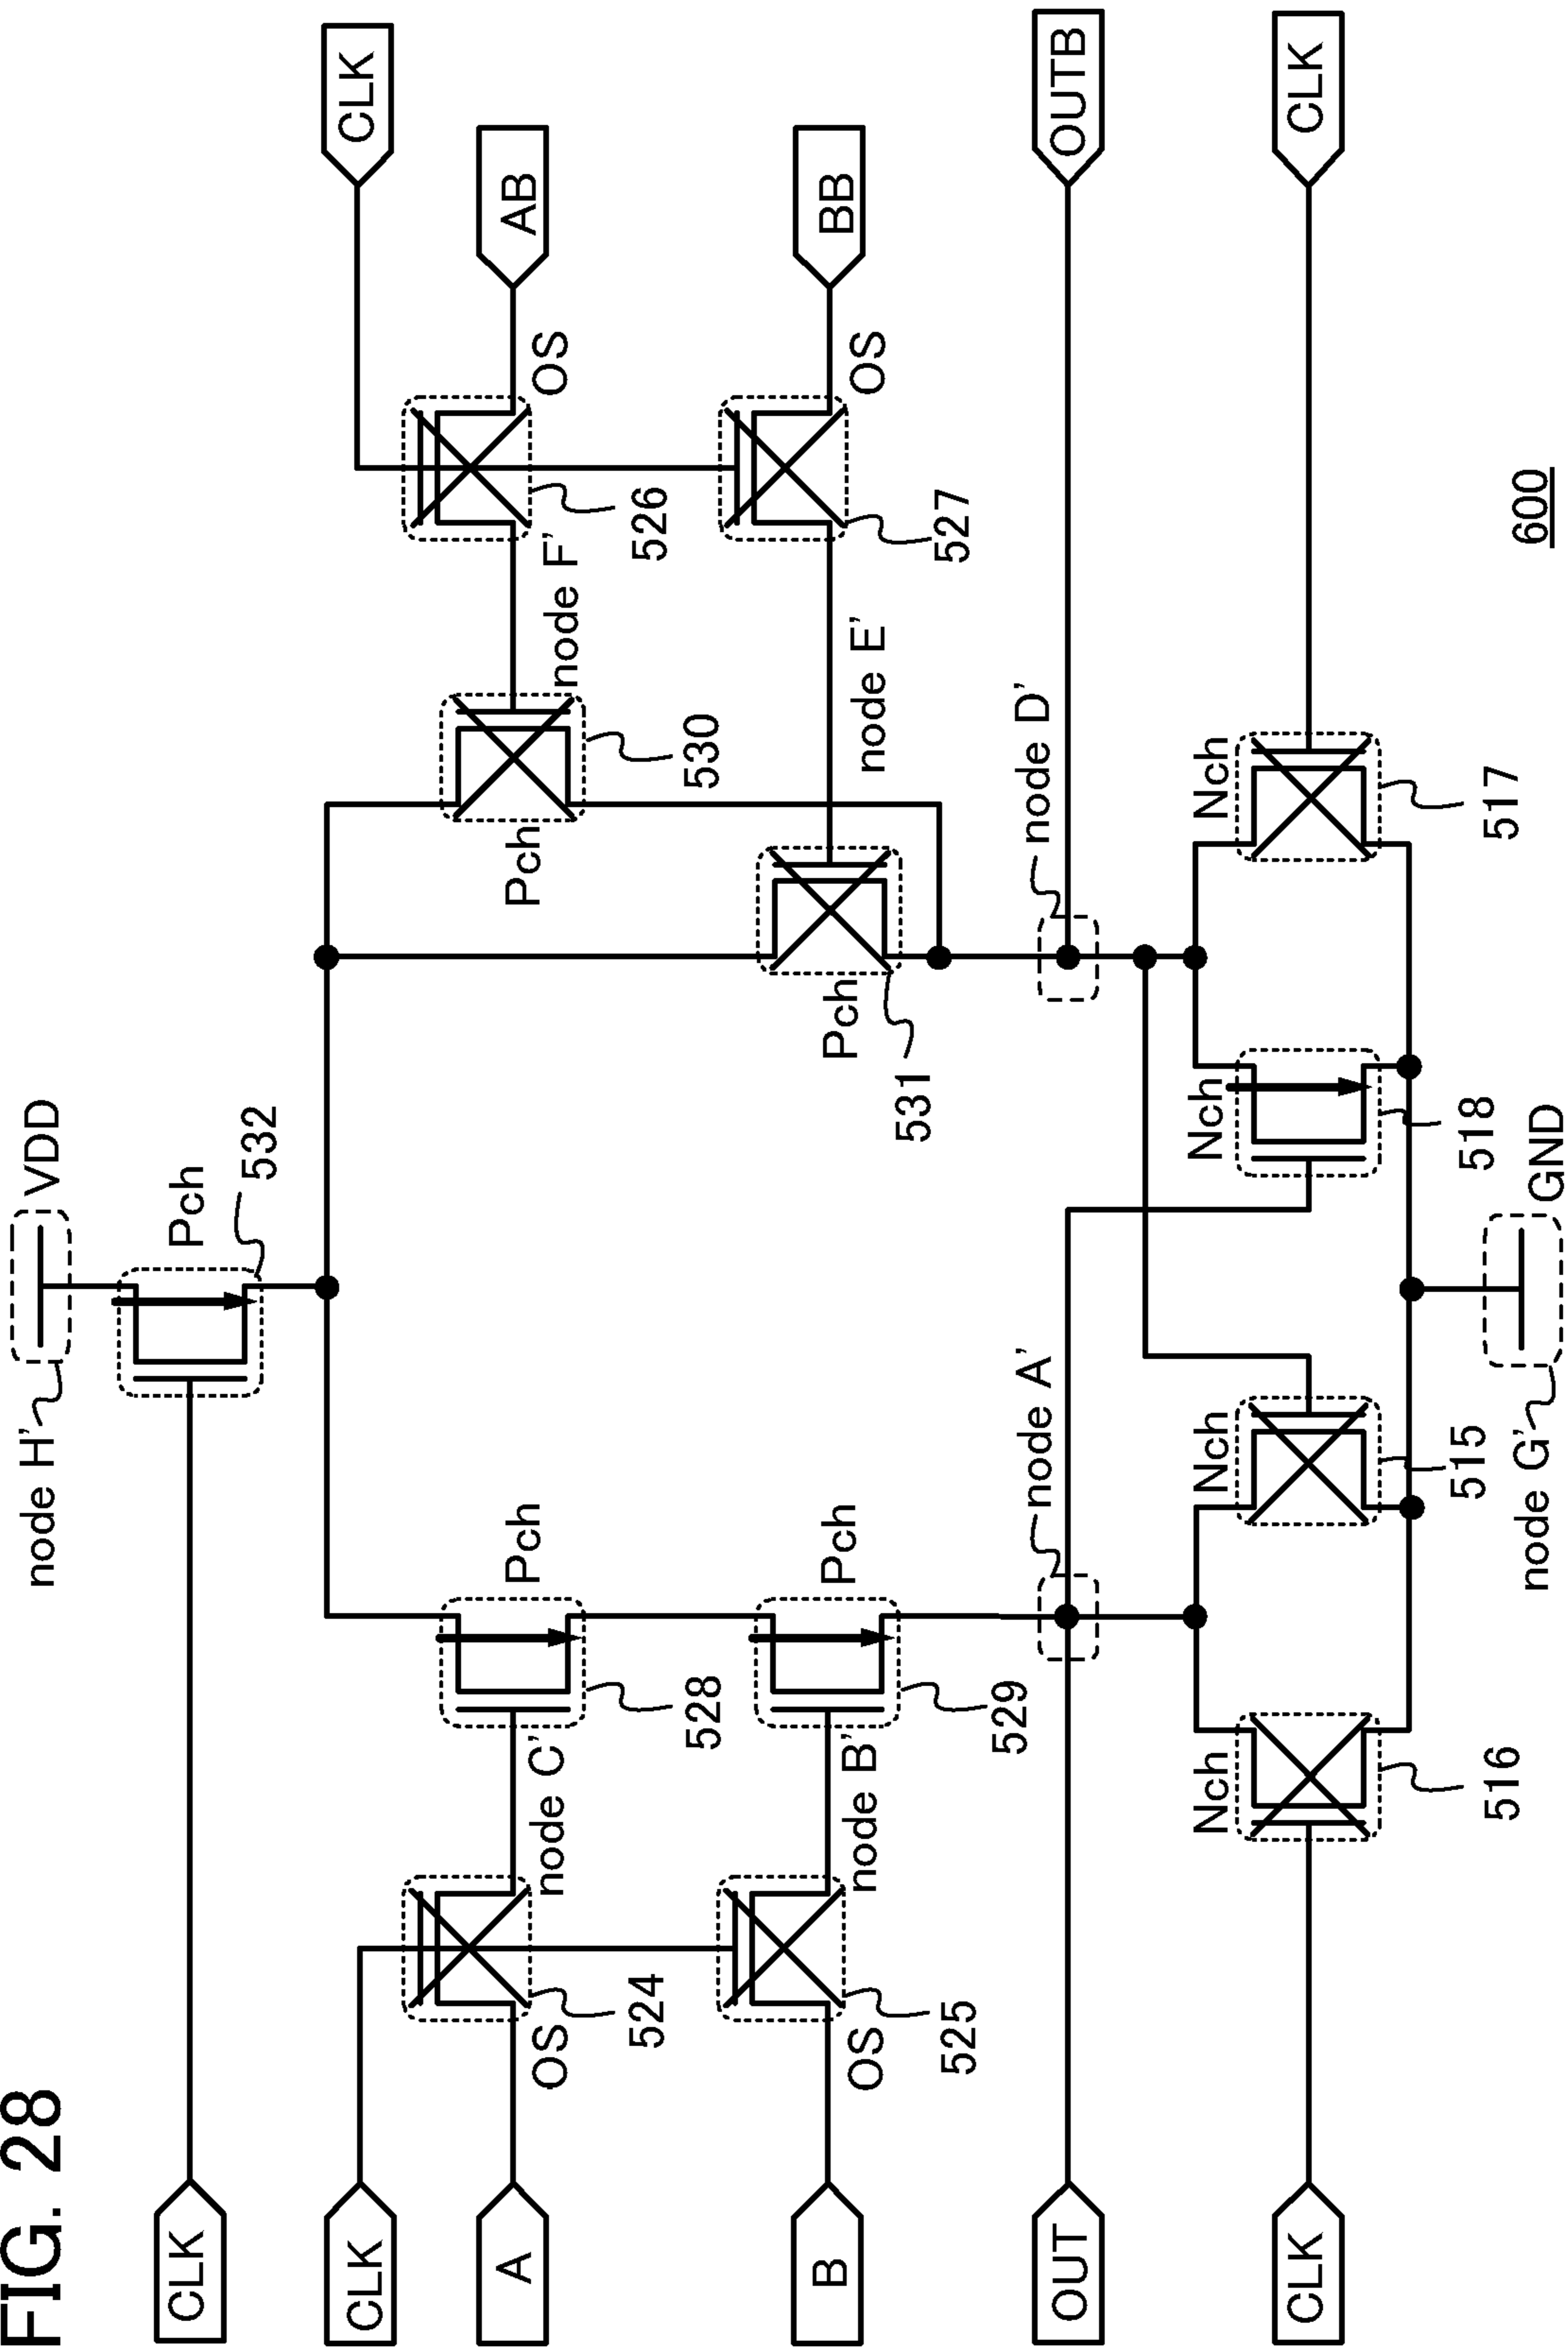 FIG. 28
node H'
VDD
CLK
Pch
532
CLK
CLK
A
OS
524
node C'
Pch
528
Pch
530
node F'
526
OS
AB
B
OS
525
node B'
Pch
529
Pch
531
node E'
527
OS
BB
OUT
node A'
node D'
OUTB
CLK
Nch
516
Nch
515
Nch
518
Nch
517
CLK
node G'
GND
600